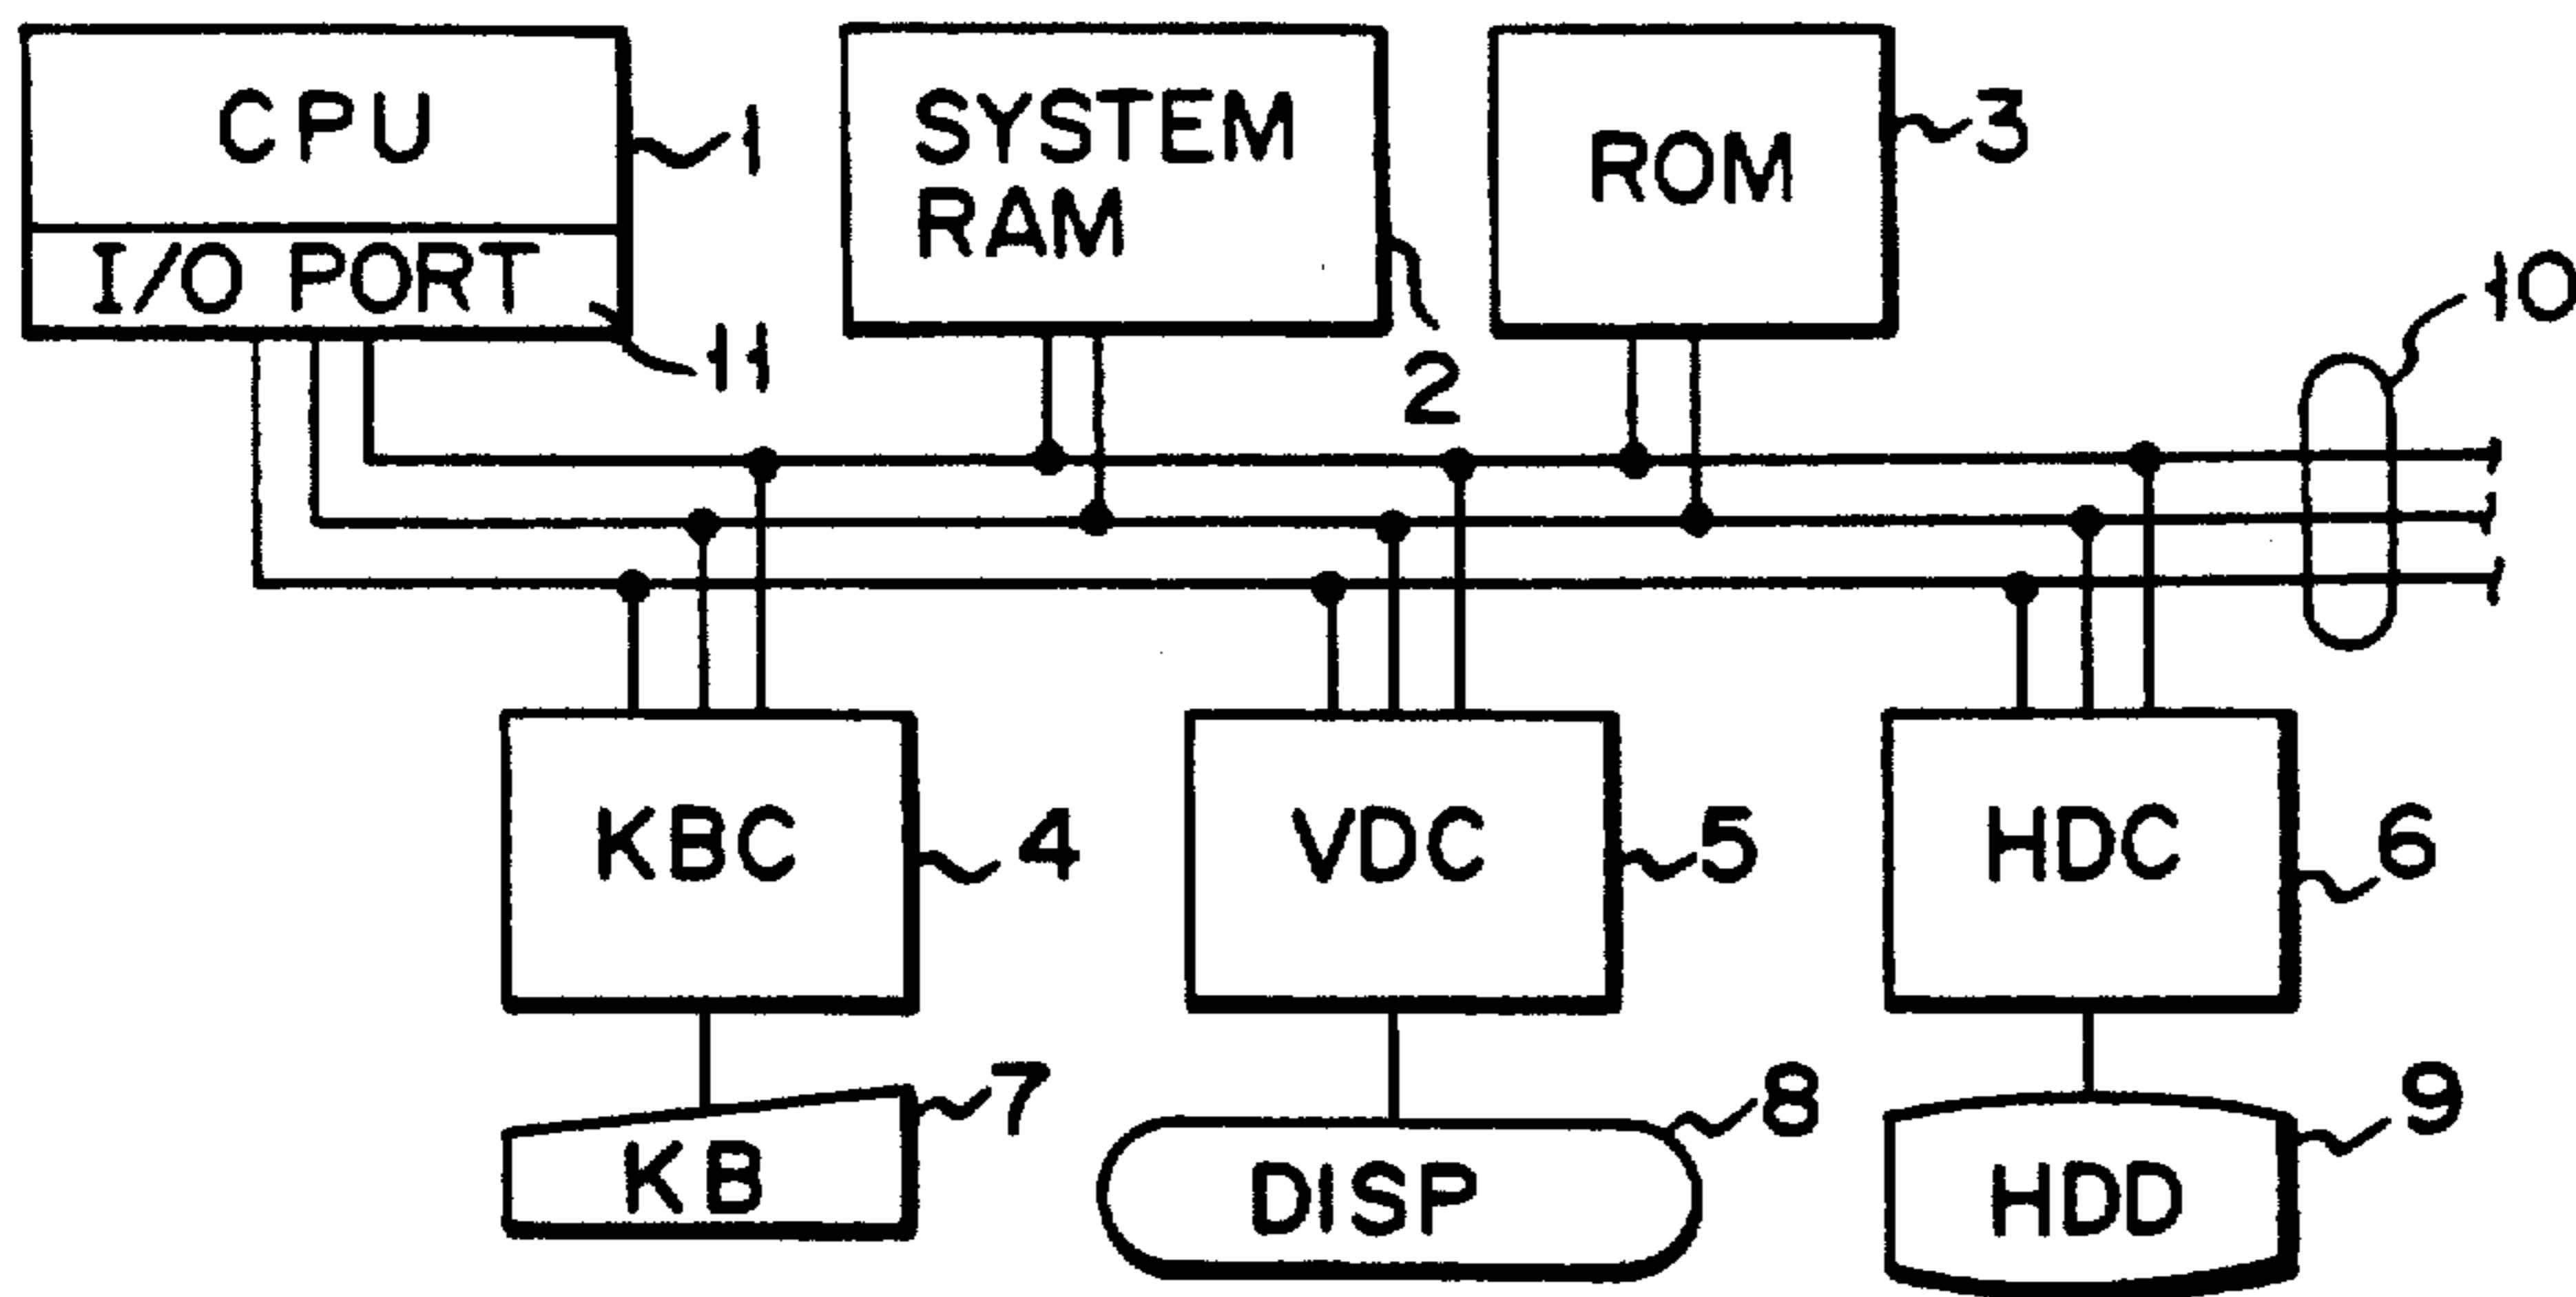 CPU
I/O PORT
1
11
SYSTEM
RAM
2
ROM
3
10
KBC
4
VDC
5
HDC
6
KB
7
DISP
8
HDD
9